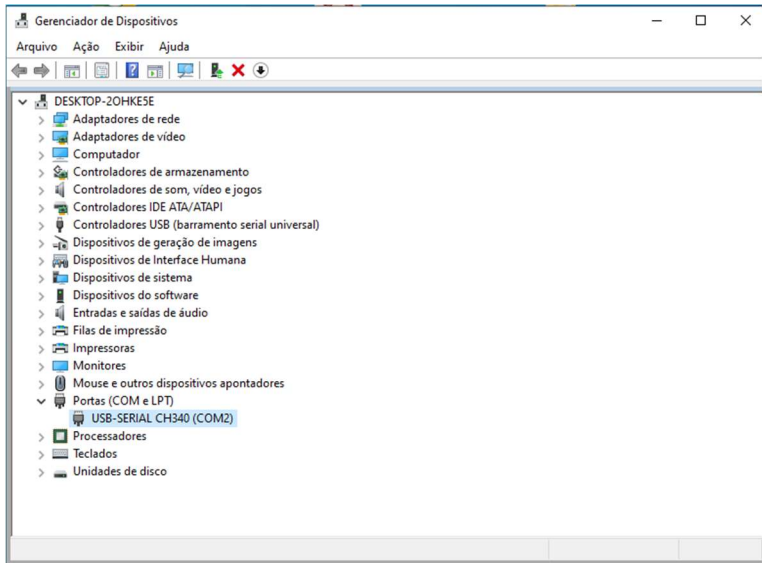 Gerenciador de Dispositivos
Arquivo Ação Exibir Ajuda
DESKTOP-2OHKE5E
Adaptadores de rede
Adaptadores de vídeo
Computador
Controladores de armazenamento
Controladores de som, vídeo e jogos
Controladores IDE ATA/ATAPI
Controladores USB (barramento serial universal)
Dispositivos de geração de imagens
Dispositivos de Interface Humana
Dispositivos de sistema
Dispositivos do software
Entradas e saídas de áudio
Filas de impressão
Impressoras
Monitores
Mouse e outros dispositivos apontadores
Portas (COM e LPT)
USB-SERIAL CH340 (COM2)
Processadores
Teclados
Unidades de disco